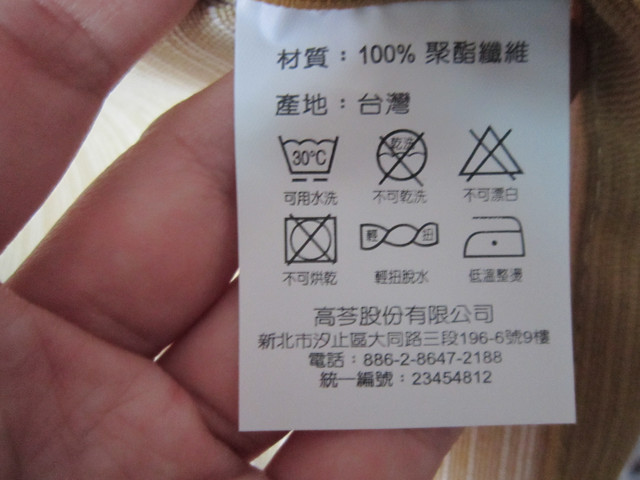 材質：100% 聚酯纖維
產地：台灣
30°C 乾洗
可用水洗 不可乾洗 不可漂白
輕 扭
不可烘乾 輕扭脫水 低溫整燙
高芩股份有限公司
新北市汐止區大同路三段196-6號9樓
電話：886-2-8647-2188
統一編號：23454812